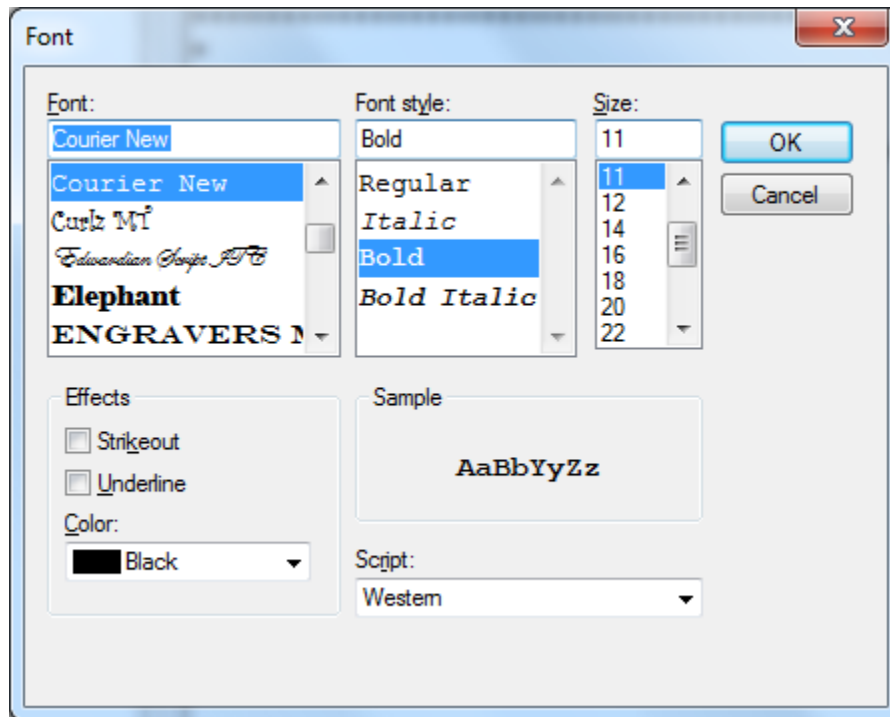 Font
Font:
Font style:
Size:
Courier New
Bold
11
OK
Cancel
Courier New
Curlz MT
Edwardian Script ITC
Elephant
ENGRAVERS M
Regular
Italic
Bold
Bold Italic
11
12
14
16
18
20
22
Effects
Strikeout
Underline
Color:
Black
Sample
AaBbYyZz
Script:
Western